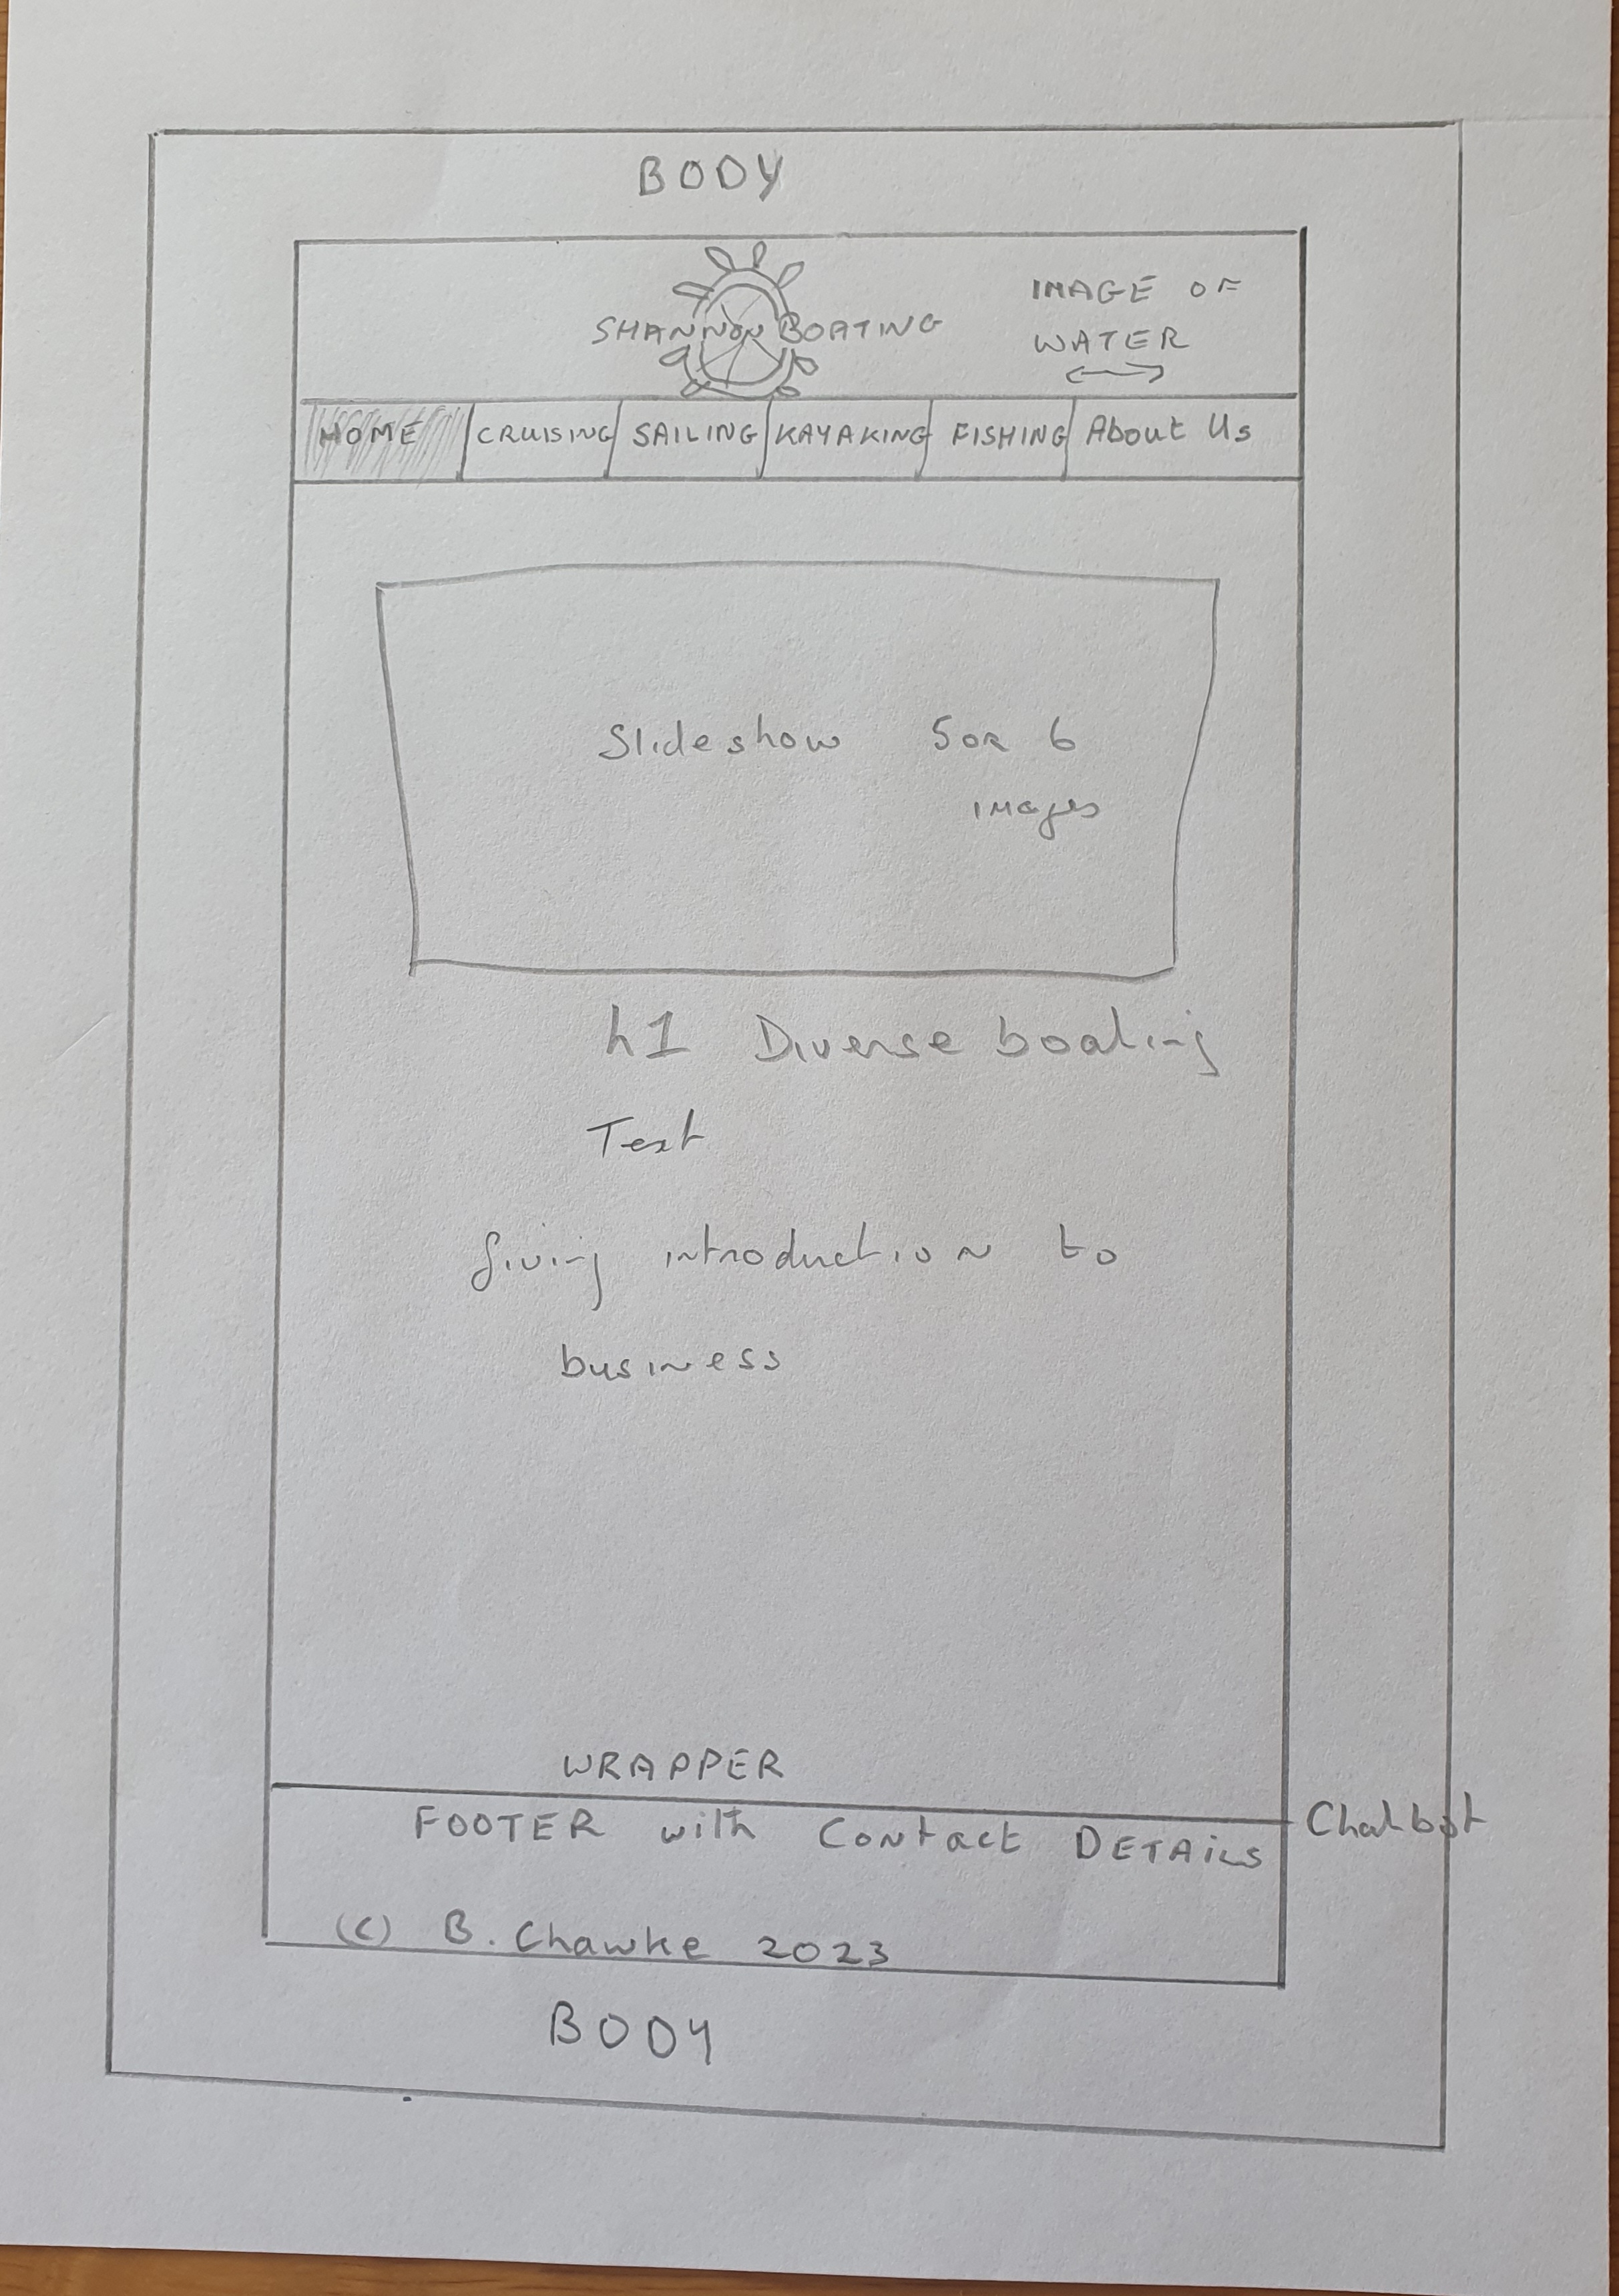 BODY
SHANNON BOATING
IMAGE OF
WATER
HOME CRUISING SAILING KAYAKING FISHING About Us
Slideshow 5 OR 6
images
h1 Diverse boating
Text
giving introduction to
business
WRAPPER
FOOTER with Contact DETAILS
Chatbot
(C) B. Chawke 2023
BODY